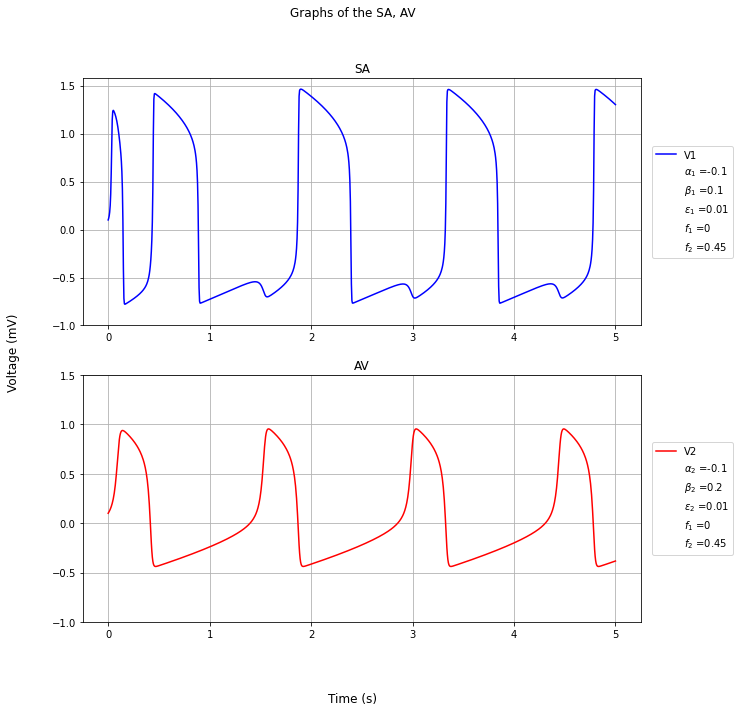 Graphs of the SA, AV
SA
1.5
1.0
0.5
0.0
−0.5
−1.0
0 1 2 3 4 5
V1
α₁ =-0.1
β₁ =0.1
ε₁ =0.01
f₁ =0
f₂ =0.45
Voltage (mV)
AV
1.5
1.0
0.5
0.0
−0.5
−1.0
0 1 2 3 4 5
V2
α₂ =-0.1
β₂ =0.2
ε₂ =0.01
f₁ =0
f₂ =0.45
Time (s)